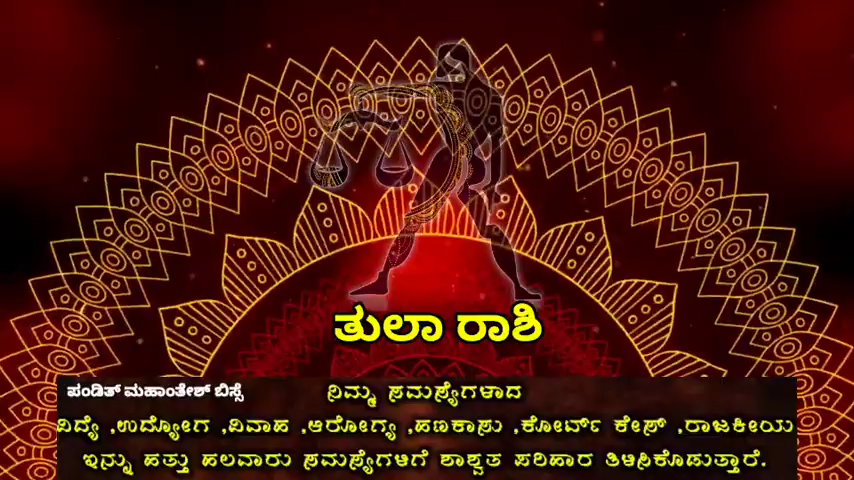 ತುಲಾ ರಾಶಿ
ಪಂಡಿತ್ ಮಹಾಂತೇಶ್ ಬಿಸ್ಸೆ
ನಿಮ್ಮ ಸಮಸ್ಯೆಗಳಾದ
ವಿದ್ಯೆ ,ಉದ್ಯೋಗ ,ವಿವಾಹ ,ಆರೋಗ್ಯ ,ಹಣಕಾಸು ,ಕೋರ್ಟ್ ಕೇಸ್ ,ರಾಜಕೀಯ
ಇನ್ನು ಹತ್ತು ಹಲವಾರು ಸಮಸ್ಯೆಗಳಿಗೆ ಶಾಶ್ವತ ಪರಿಹಾರ ತಿಳಿಸಿಕೊಡುತ್ತಾರೆ.